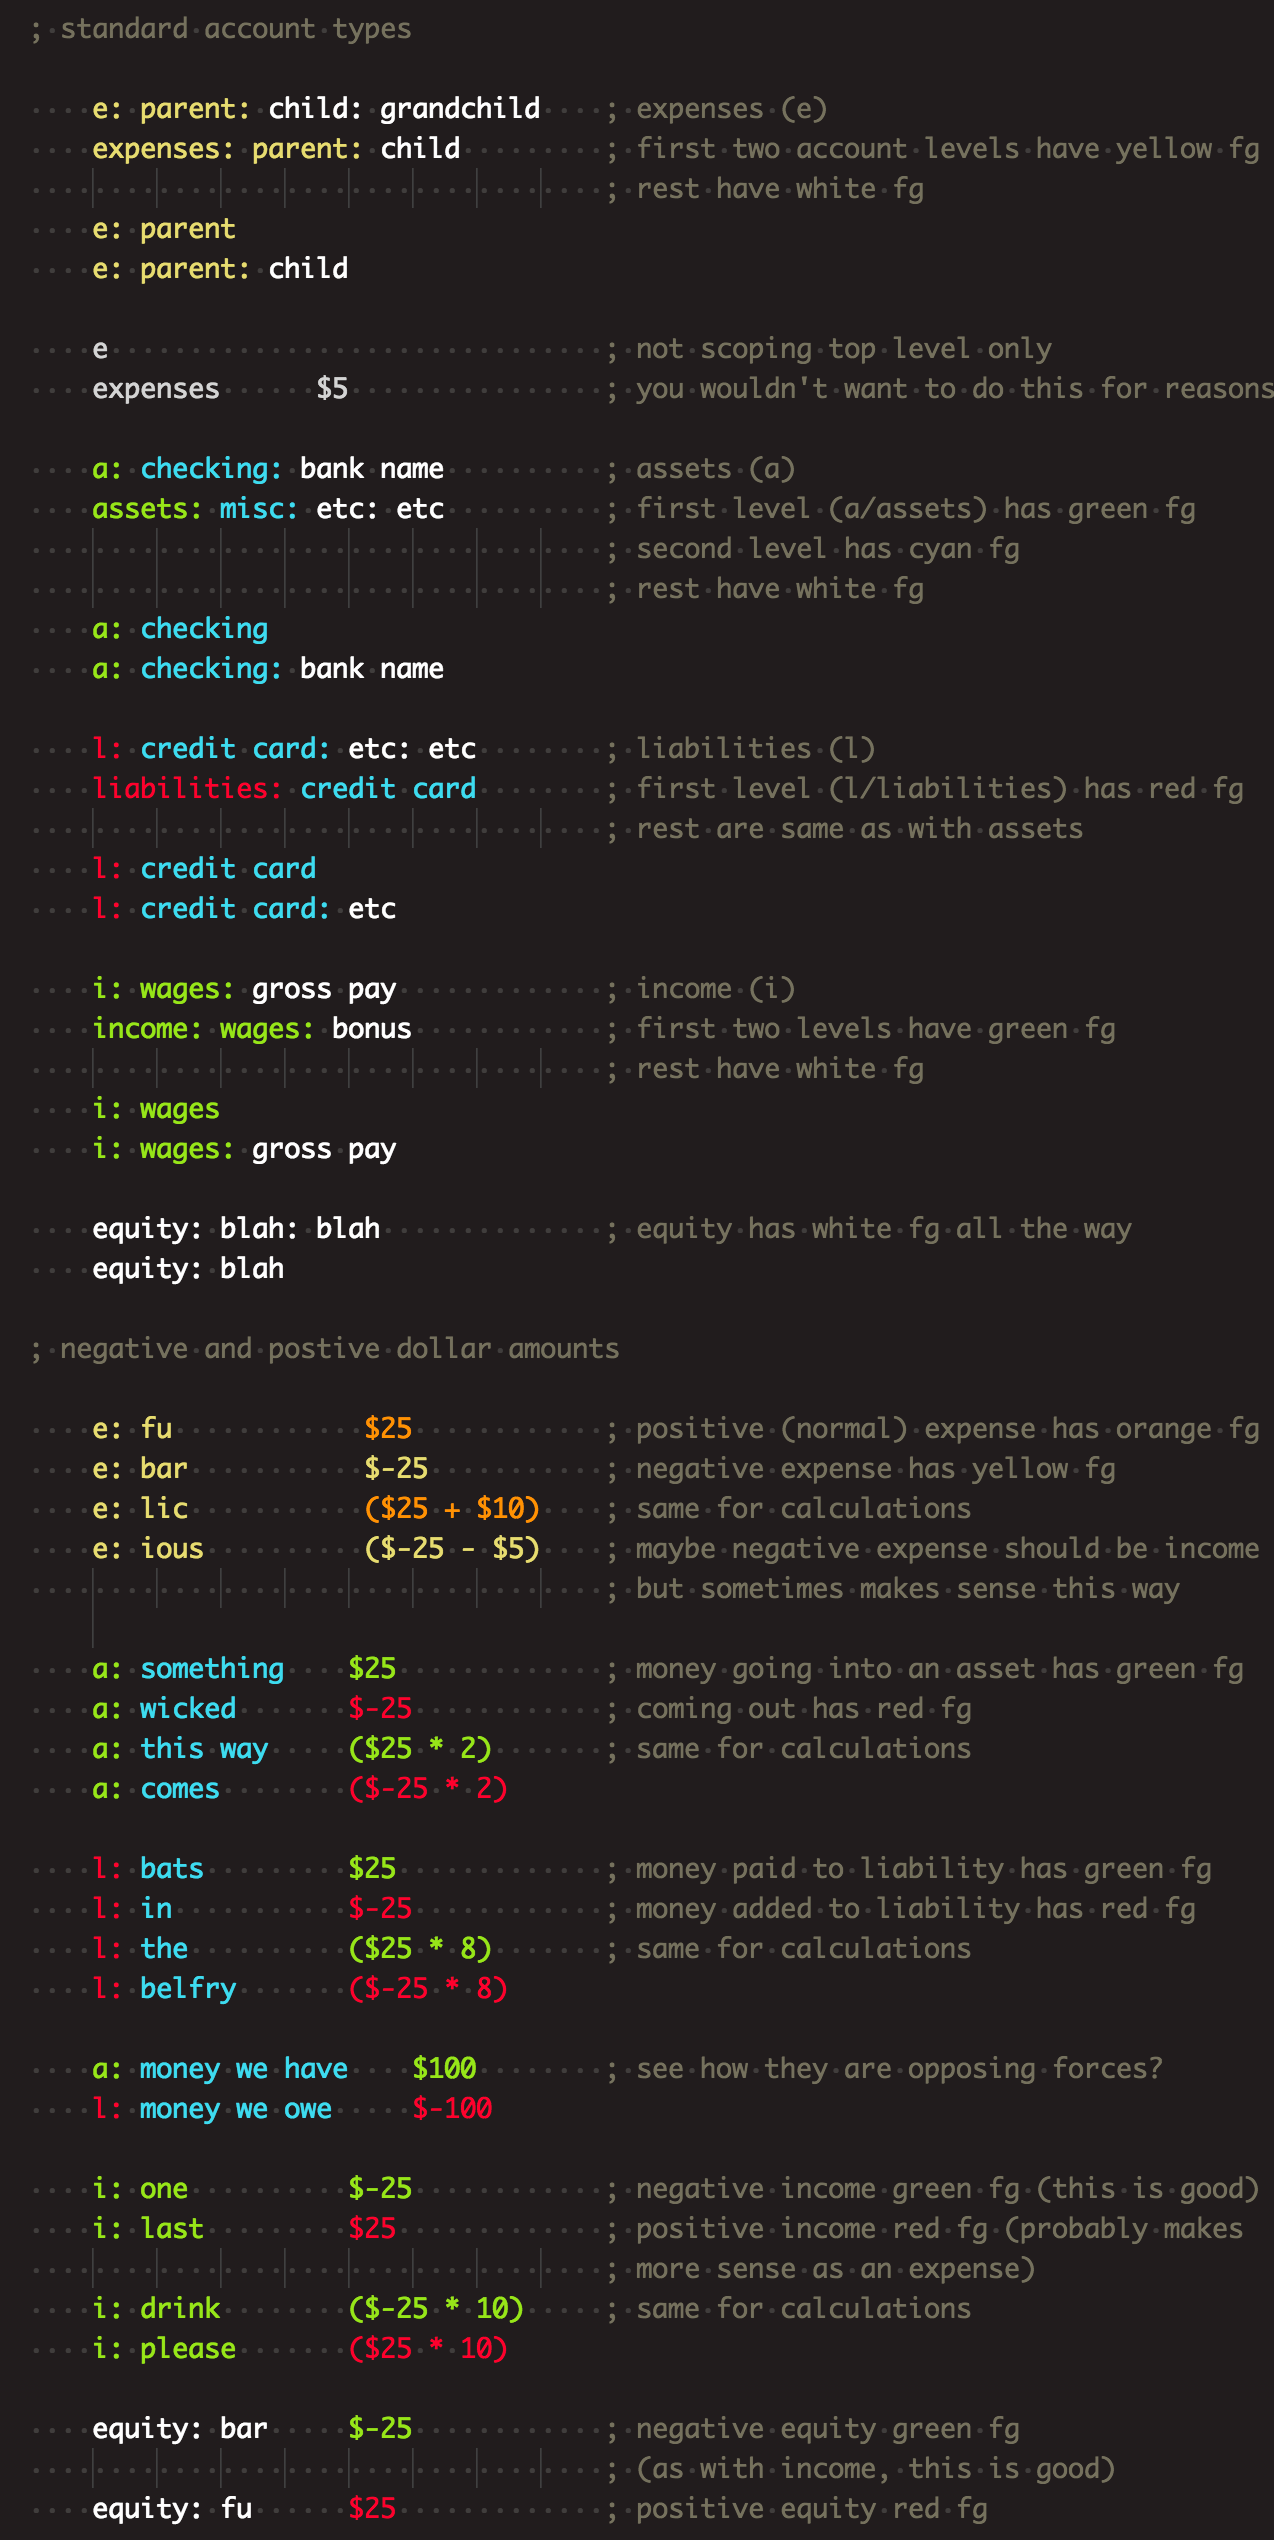 ; standard account types
e: parent: child: grandchild ; expenses (e)
expenses: parent: child ; first two account levels have yellow fg
; rest have white fg
e: parent
e: parent: child
e ; not scoping top level only
expenses $5 ; you wouldn't want to do this for reasons
a: checking: bank name ; assets (a)
assets: misc: etc: etc ; first level (a/assets) has green fg
; second level has cyan fg
; rest have white fg
a: checking
a: checking: bank name
l: credit card: etc: etc ; liabilities (l)
liabilities: credit card ; first level (l/liabilities) has red fg
; rest are same as with assets
l: credit card
l: credit card: etc
i: wages: gross pay ; income (i)
income: wages: bonus ; first two levels have green fg
; rest have white fg
i: wages
i: wages: gross pay
equity: blah: blah ; equity has white fg all the way
equity: blah
; negative and postive dollar amounts
e: fu $25 ; positive (normal) expense has orange fg
e: bar $-25 ; negative expense has yellow fg
e: lic ($25 + $10) ; same for calculations
e: ious ($-25 - $5) ; maybe negative expense should be income
; but sometimes makes sense this way
a: something $25 ; money going into an asset has green fg
a: wicked $-25 ; coming out has red fg
a: this way ($25 * 2) ; same for calculations
a: comes ($-25 * 2)
l: bats $25 ; money paid to liability has green fg
l: in $-25 ; money added to liability has red fg
l: the ($25 * 8) ; same for calculations
l: belfry ($-25 * 8)
a: money we have $100 ; see how they are opposing forces?
l: money we owe $-100
i: one $-25 ; negative income green fg (this is good)
i: last $25 ; positive income red fg (probably makes
; more sense as an expense)
i: drink ($-25 * 10) ; same for calculations
i: please ($25 * 10)
equity: bar $-25 ; negative equity green fg
; (as with income, this is good)
equity: fu $25 ; positive equity red fg